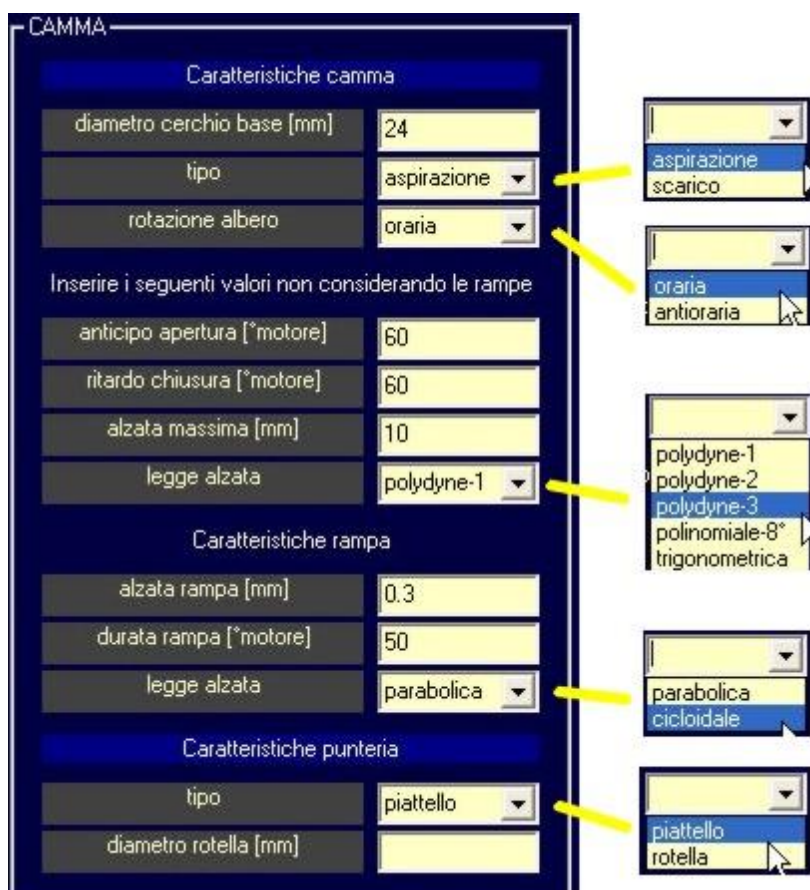 CAMMA
Caratteristiche camma
diametro cerchio base [mm] 24
tipo aspirazione
rotazione albero oraria
aspirazione
scarico
oraria
antioraria
Inserire i seguenti valori non considerando le rampe
anticipo apertura [°motore] 60
ritardo chiusura [°motore] 60
alzata massima [mm] 10
legge alzata polydyne-1
polydyne-1
polydyne-2
polydyne-3
polinomiale-8°
trigonometrica
Caratteristiche rampa
alzata rampa [mm] 0.3
durata rampa [°motore] 50
legge alzata parabolica
parabolica
cicloidale
Caratteristiche punteria
tipo piattello
diametro rotella [mm]
piattello
rotella